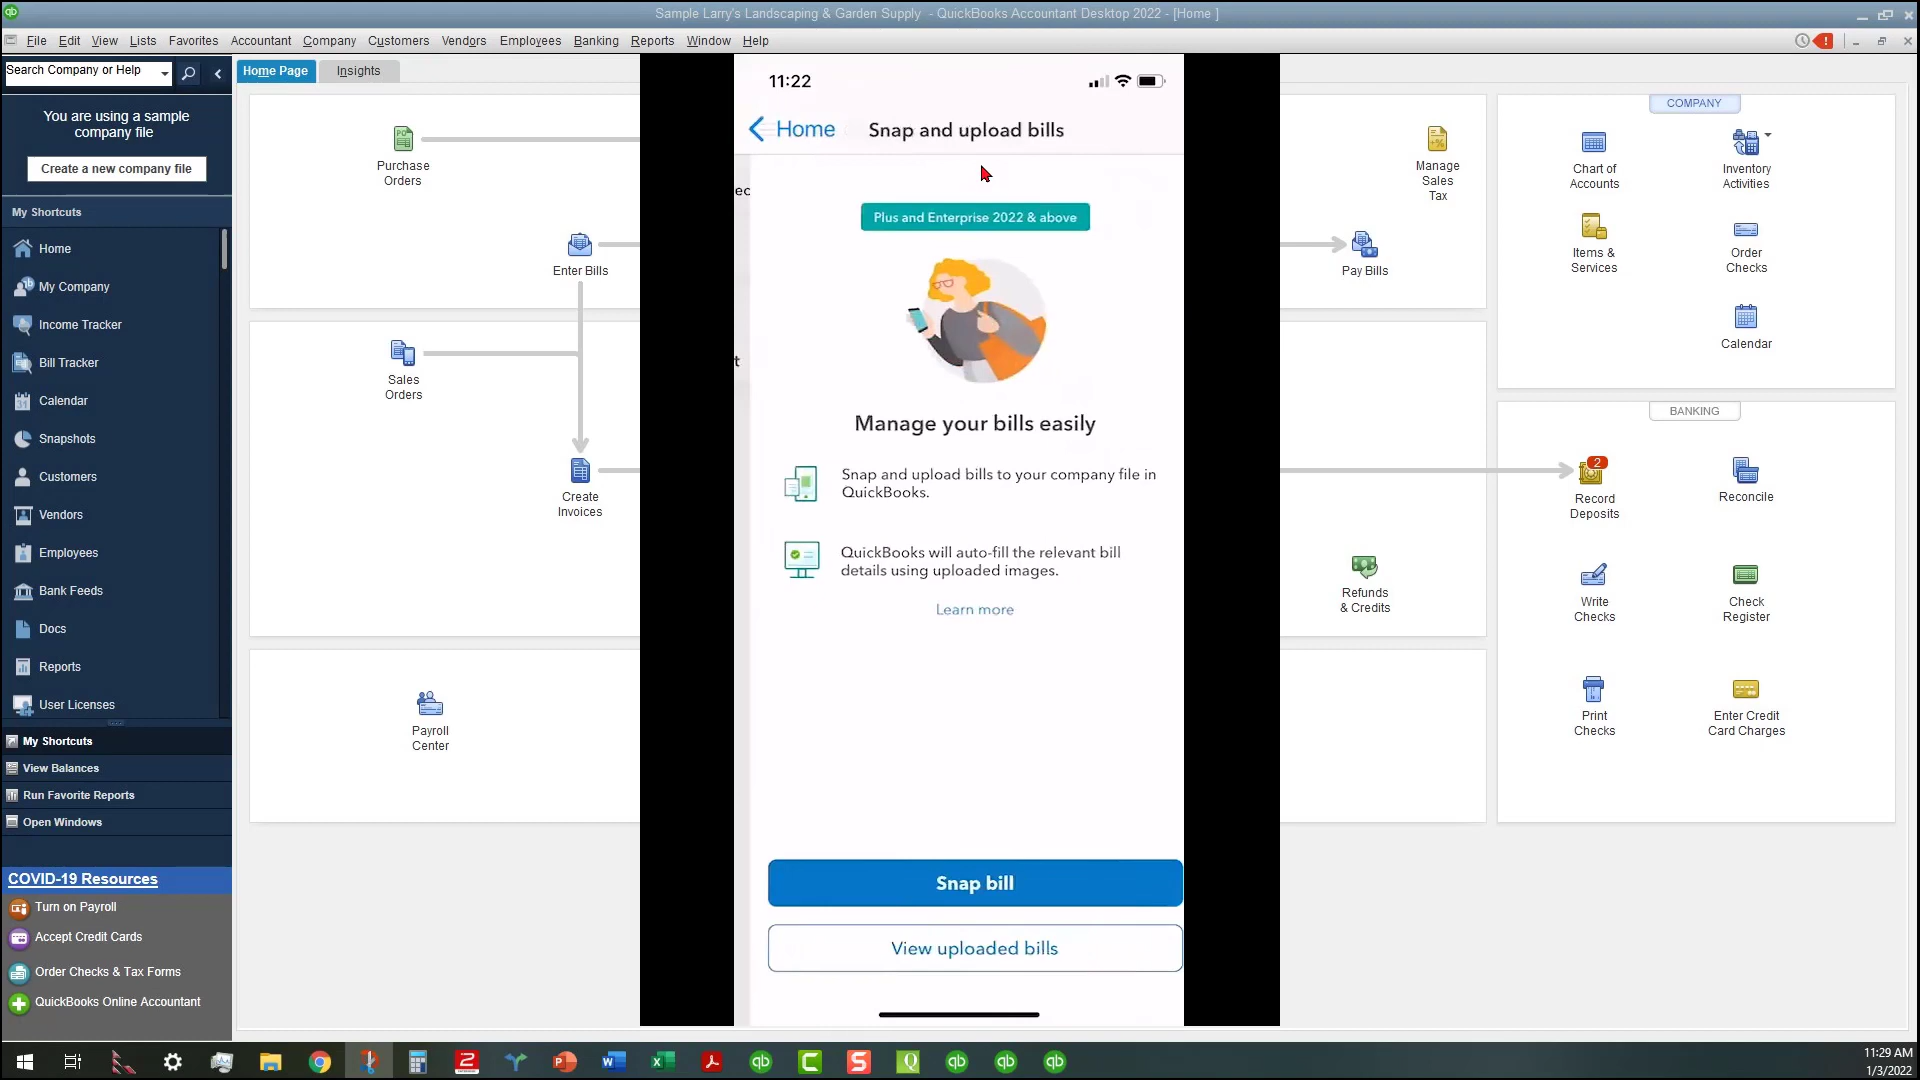 Sample Larry's Landscaping & Garden Supply - QuickBooks Accountant Desktop 2022 - [Home ]
File Edit View Lists Favorites Accountant Company Customers Vendors Employees Banking Reports Window Help
Search Company or Help
Home Page
Insights
You are using a sample
company file
Create a new company file
My Shortcuts
Home
My Company
Income Tracker
Bill Tracker
Calendar
Snapshots
Customers
Vendors
Employees
Bank Feeds
Docs
Reports
User Licenses
My Shortcuts
View Balances
Run Favorite Reports
Open Windows
COVID-19 Resources
Turn on Payroll
Accept Credit Cards
Order Checks & Tax Forms
QuickBooks Online Accountant
Purchase
Orders
Enter Bills
Sales
Orders
Create
Invoices
Payroll
Center
11:22
Home
Snap and upload bills
ec
Plus and Enterprise 2022 & above
t
Manage your bills easily
Snap and upload bills to your company file in
QuickBooks.
QuickBooks will auto-fill the relevant bill
details using uploaded images.
Learn more
Snap bill
View uploaded bills
Manage
Sales
Tax
Pay Bills
Refunds
& Credits
COMPANY
Chart of
Accounts
Inventory
Activities
Items &
Services
Order
Checks
Calendar
BANKING
2
Record
Deposits
Reconcile
Write
Checks
Check
Register
Print
Checks
Enter Credit
Card Charges
11:29 AM
1/3/2022